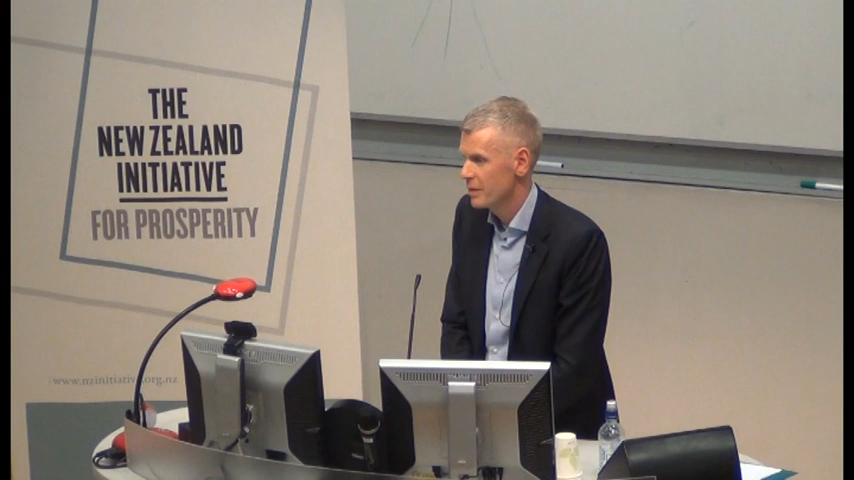 THE
NEW ZEALAND
INITIATIVE
FOR PROSPERITY
www.nzinitiative.org.nz